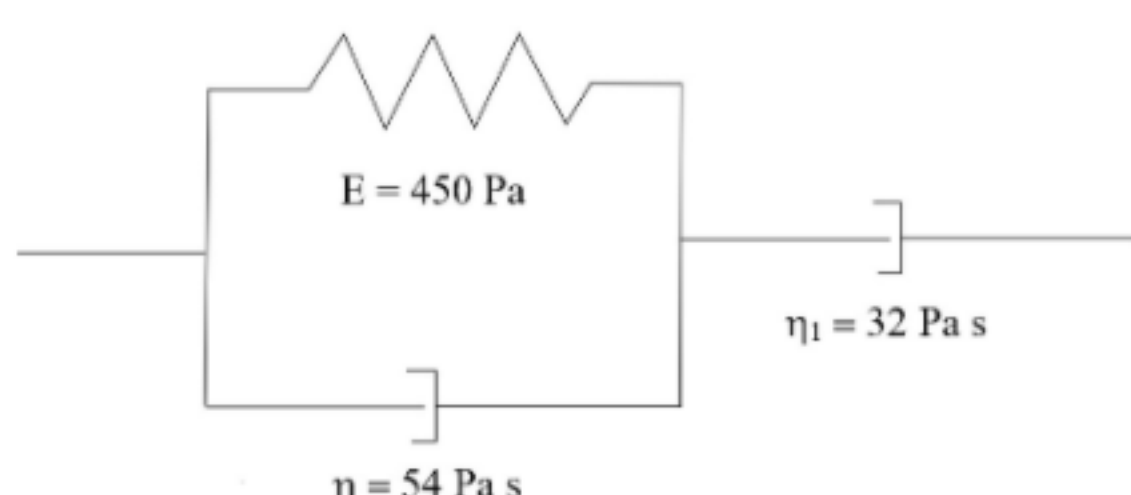 E = 450 Pa
η₁ = 32 Pa s
η = 54 Pa s